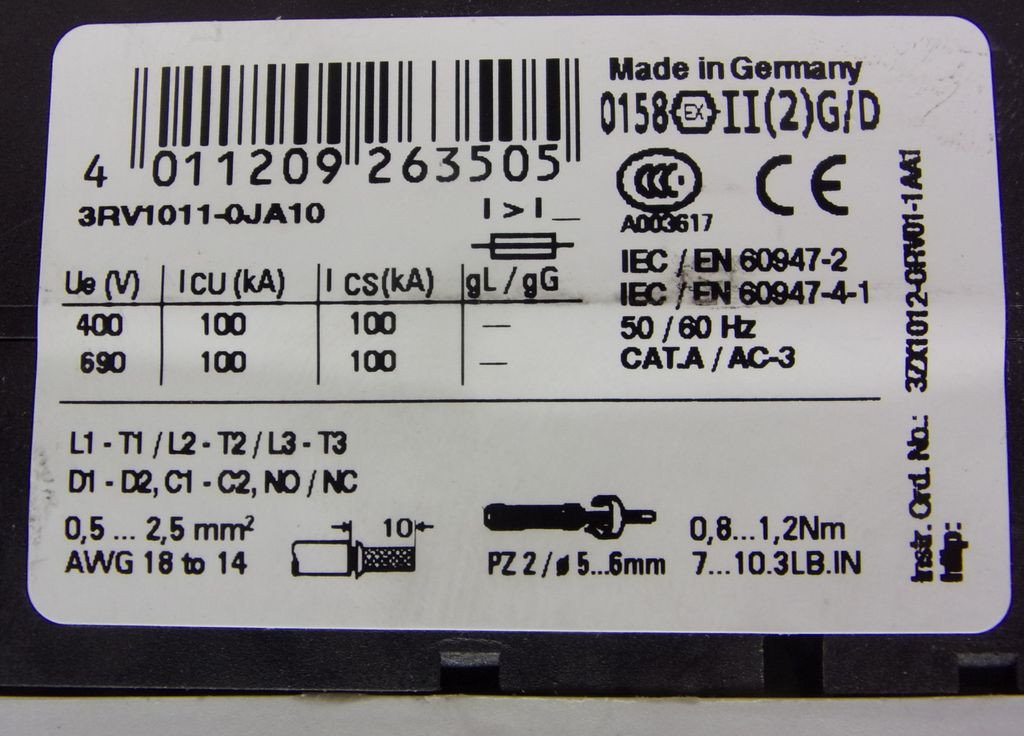 Made in Germany
0158 EX II(2)G/D
4 011209 263505
CCC CE
A003617
3RV1011-0JA10
I > I
Ue (V) ICU (kA) I CS(kA) gL / gG
400 100 100 —
690 100 100 —
IEC / EN 60947-2
IEC / EN 60947-4-1
50 / 60 Hz
CAT.A / AC-3
L1 - T1 / L2 - T2 / L3 - T3
D1 - D2, C1 - C2, NO / NC
0,5 ... 2,5 mm²
AWG 18 to 14
10
PZ 2 / ø 5...6mm
0,8...1,2Nm
7...10.3LB.IN
Instr. Ord. No.: 3ZX1012-0RV01-1AA1